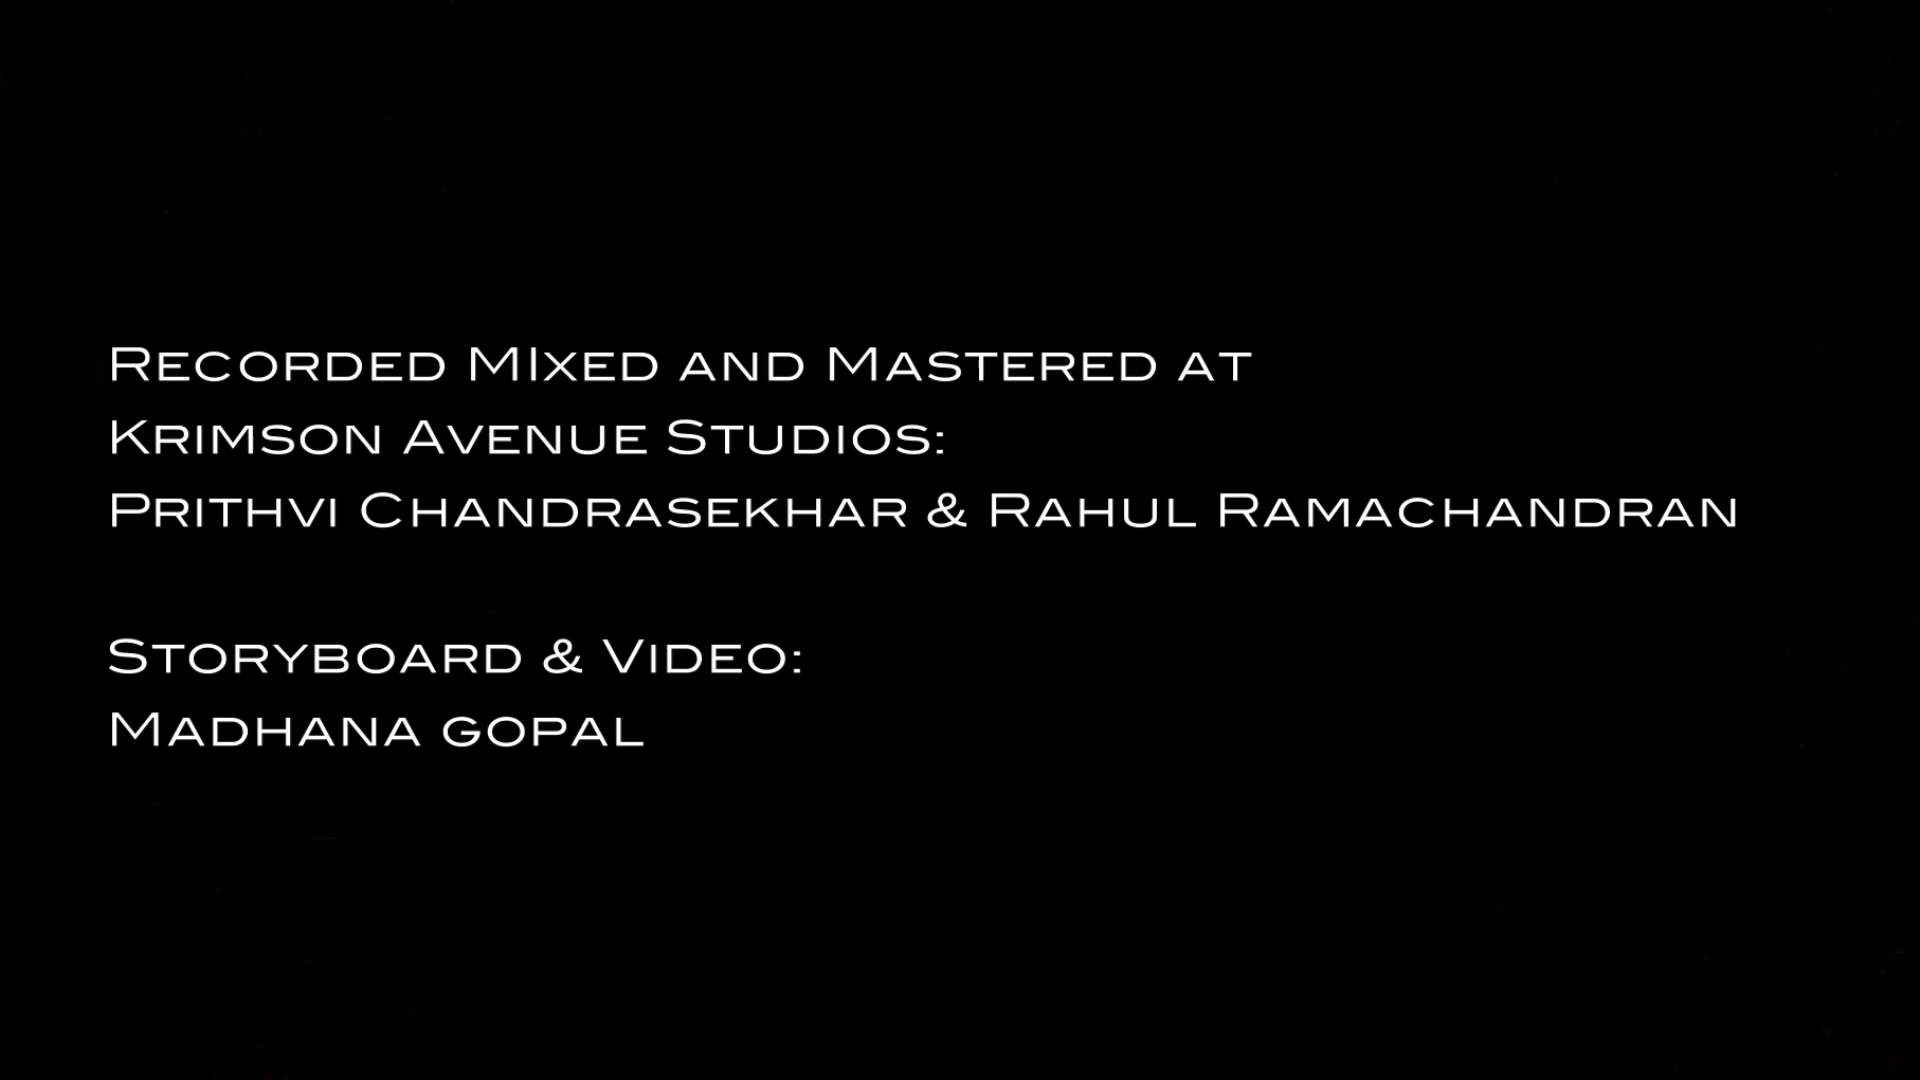 Recorded MIxed and Mastered at
Krimson Avenue Studios:
Prithvi Chandrasekhar & Rahul Ramachandran
Storyboard & Video:
Madhana gopal